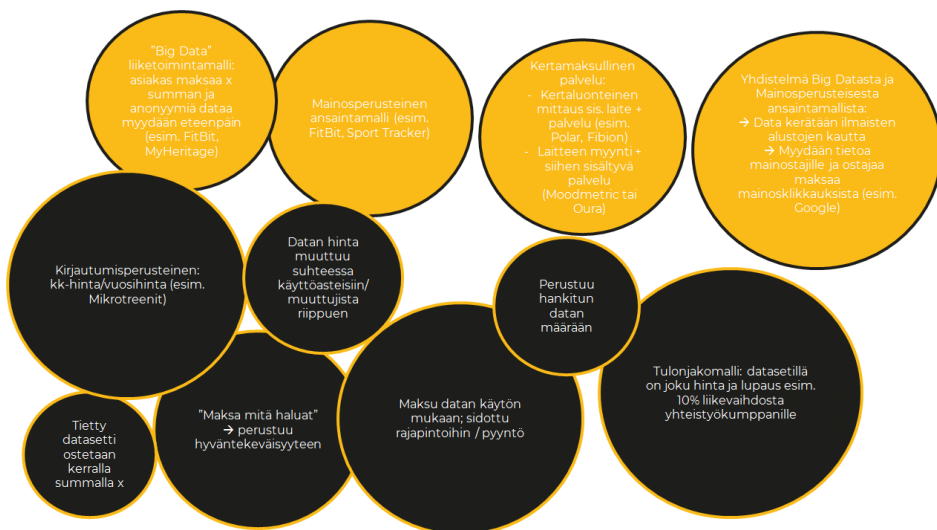 "Big Data"
liiketoimintamalli:
asiakas maksaa x
summan ja
anonyymiä dataa
myydään eteenpäin
(esim. FitBit,
MyHeritage)
Mainosperusteinen
ansaintamalli (esim.
FitBit, Sport Tracker)
Kertamaksullinen
palvelu:
- Kertaluonteinen
mittaus sis. laite +
palvelu (esim.
Polar, Fibion)
- Laitteen myynti +
siihen sisältyvä
palvelu
(Moodmetric tai
Oura)
Yhdistelmä Big Datasta ja
Mainosperusteisesta
ansaintamallista:
→ Data kerätään ilmaisten
alustojen kautta
→ Myydään tietoa
mainostajille ja ostajaa
maksaa
mainosklikkauksista (esim.
Google)
Kirjautumisperusteinen:
kk-hinta/vuosihinta (esim.
Mikrotreenit)
Datan hinta
muuttuu
suhteessa
käyttöasteisiin/
muuttujista
riippuen
Perustuu
hankitun
datan
määrään
Tietty
datasetti
ostetaan
kerralla
summalla x
"Maksa mitä haluat"
→ perustuu
hyväntekeväisyyteen
Maksu datan käytön
mukaan; sidottu
rajapintoihin / pyyntö
Tulonjakomalli: datasetillä
on joku hinta ja lupaus esim.
10% liikevaihdosta
yhteistyökumppanille